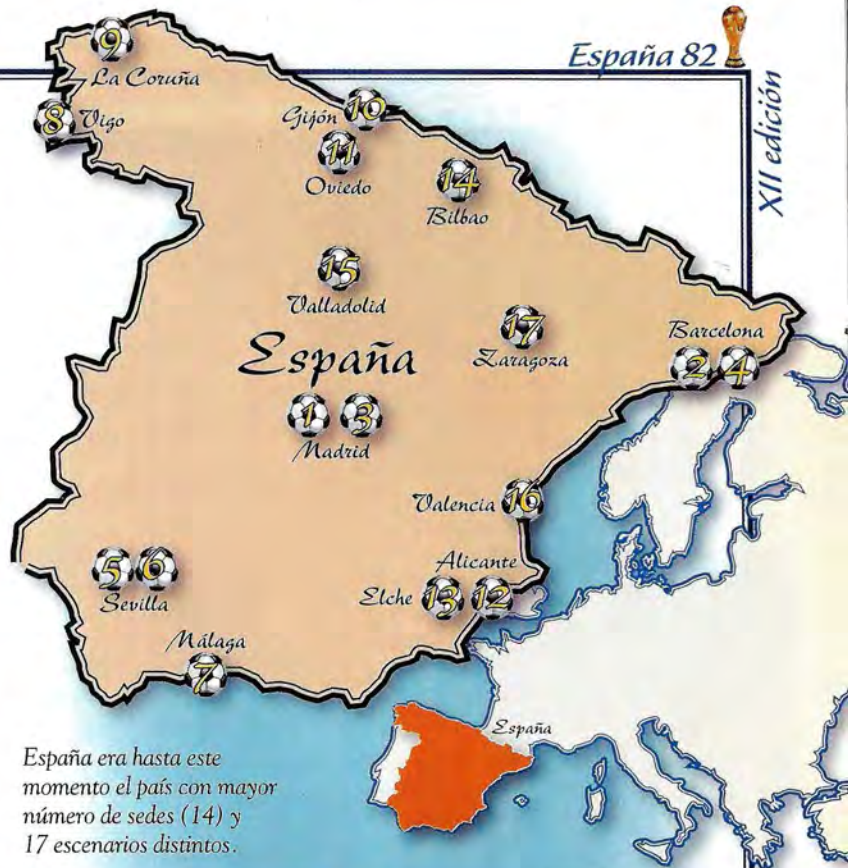 España 82
XII edición
9
La Coruña
8 Vigo
Gijón 10
11
Oviedo
14
Bilbao
15
Valladolid
17
Zaragoza
Barcelona
2 4
España
1 3
Madrid
Valencia 16
5 6
Sevilla
Alicante
Elche 13 12
Málaga
7
España
España era hasta este
momento el país con mayor
número de sedes (14) y
17 escenarios distintos.